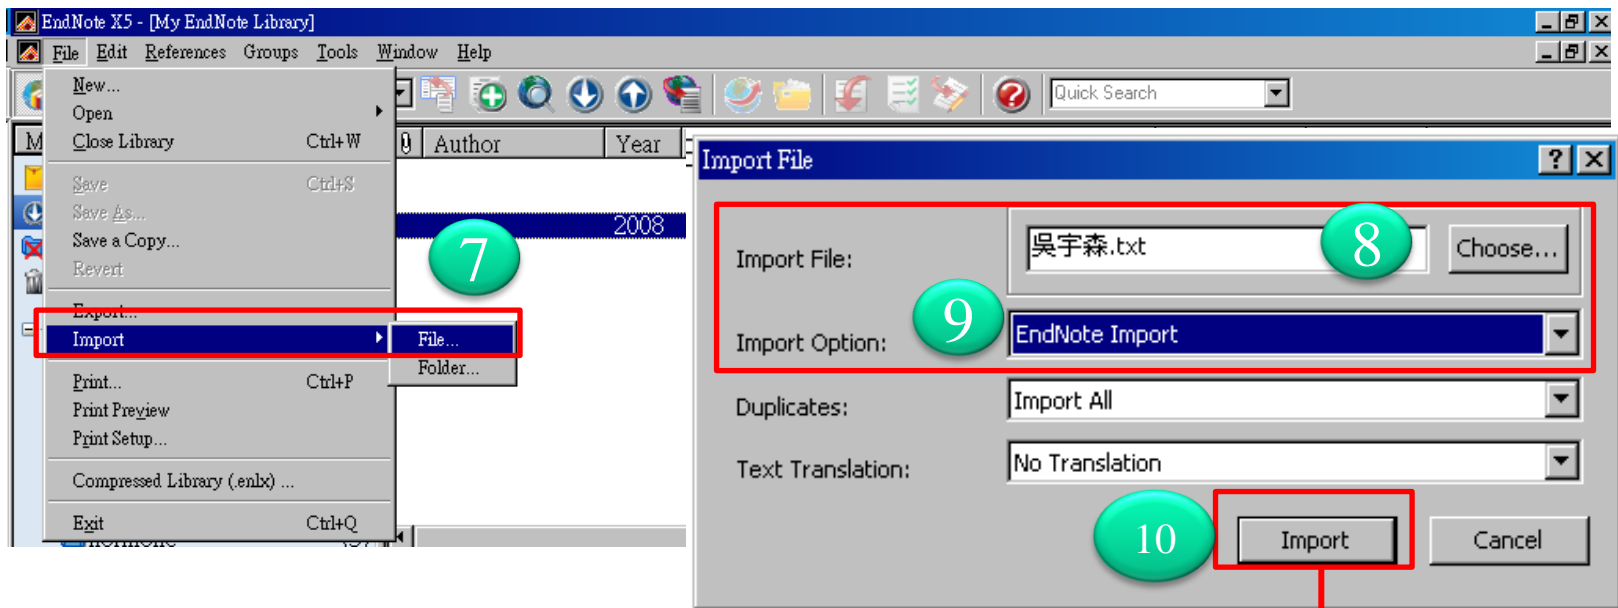 EndNote X5 - [My EndNote Library]
File Edit References Groups Tools Window Help
New...
Open
Close Library Ctrl+W
Save Ctrl+S
Save As...
Save a Copy...
Revert
Export...
Import
Print... Ctrl+P
Print Preview
Print Setup...
Compressed Library (.enlx) ...
Exit Ctrl+Q
File...
Folder...
Quick Search
M
Author Year
2008
7
Import File
Import File: 吳宇森.txt 8 Choose...
9
Import Option: EndNote Import
Duplicates: Import All
Text Translation: No Translation
10 Import Cancel